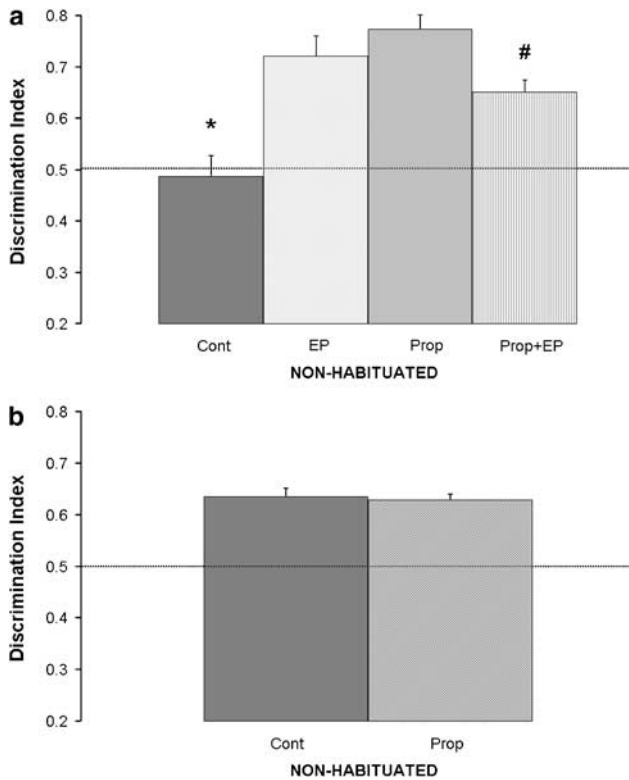 a
Discrimination Index
0.8
0.7
0.6
0.5
0.4
0.3
0.2
*
#
Cont EP Prop Prop+EP
NON-HABITUATED
b
Discrimination Index
0.8
0.7
0.6
0.5
0.4
0.3
0.2
Cont Prop
NON-HABITUATED